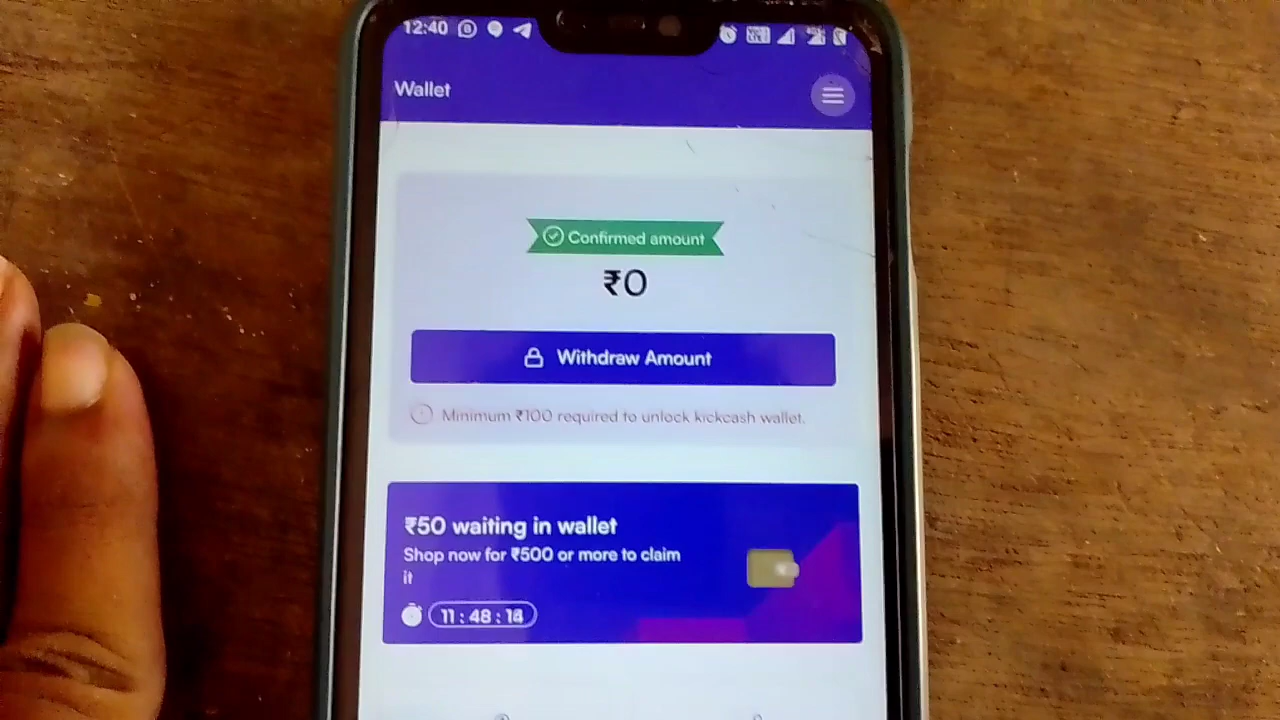 12:40
Wallet
Confirmed amount
₹0
Withdraw Amount
Minimum ₹100 required to unlock kickcash wallet.
₹50 waiting in wallet
Shop now for ₹500 or more to claim
it
11 : 48 : 14